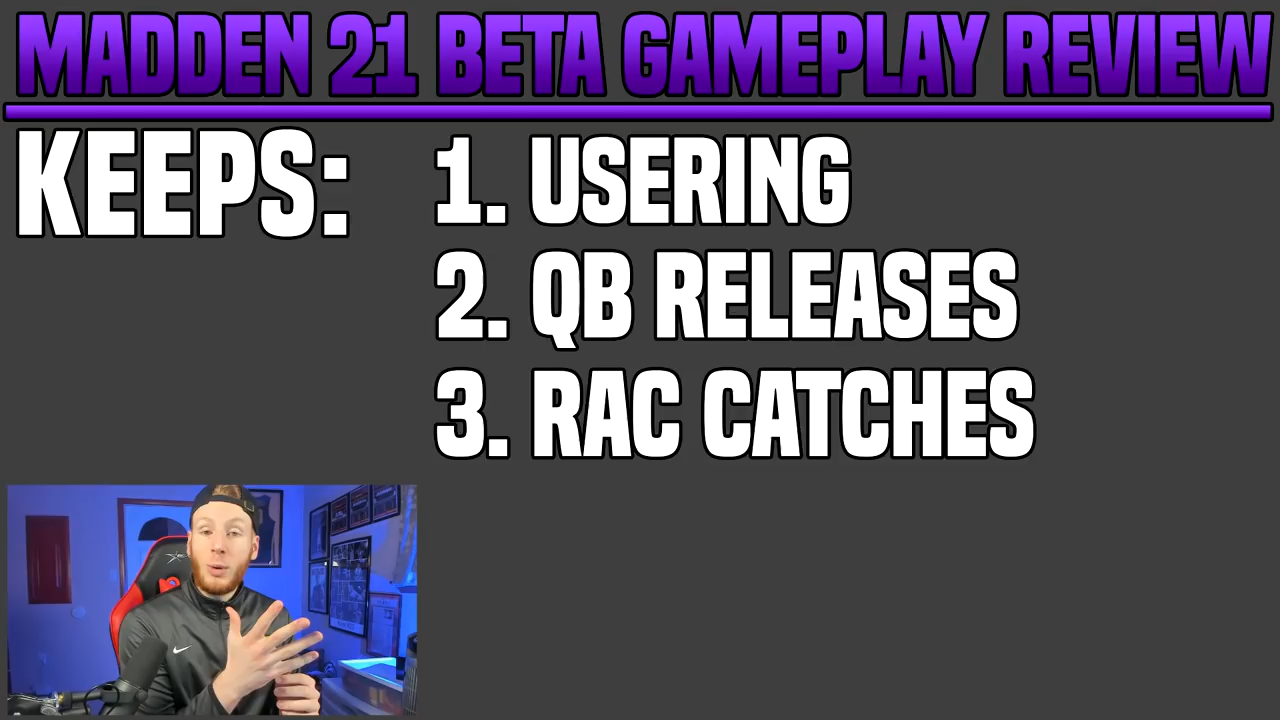 MADDEN 21 BETA GAMEPLAY REVIEW
KEEPS:
1. USERING
2. QB RELEASES
3. RAC CATCHES